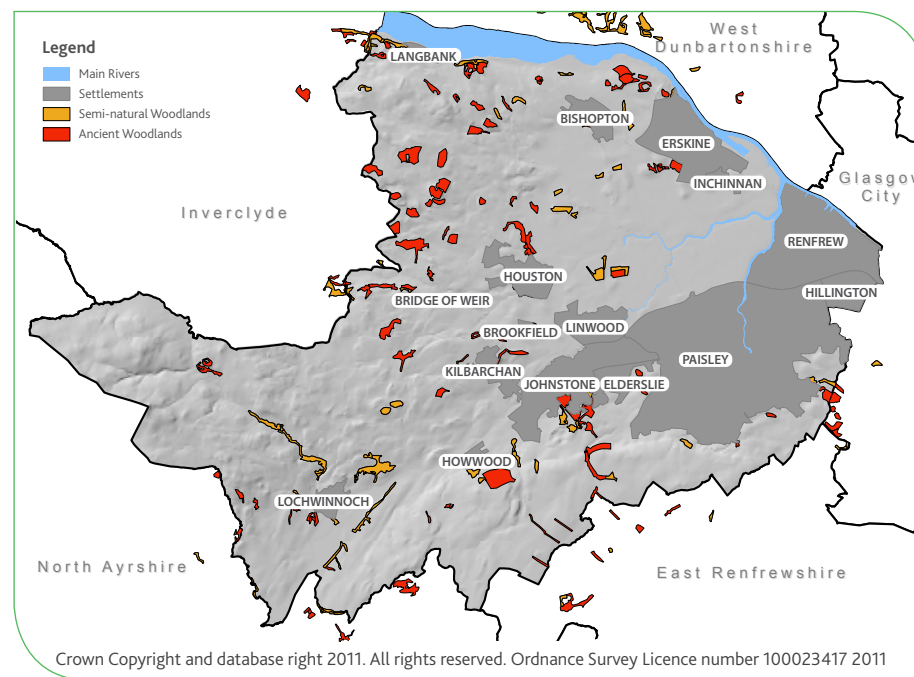 Legend
Main Rivers
Settlements
Semi-natural Woodlands
Ancient Woodlands
West
Dunbartonshire
LANGBANK
BISHOPTON
ERSKINE
INCHINNAN
Glasgow
City
Inverclyde
RENFREW
HOUSTON
HILLINGTON
BRIDGE OF WEIR
BROOKFIELD
LINWOOD
PAISLEY
KILBARCHAN
JOHNSTONE
ELDERSLIE
HOWWOOD
LOCHWINNOCH
North Ayrshire
East Renfrewshire
Crown Copyright and database right 2011. All rights reserved. Ordnance Survey Licence number 100023417 2011